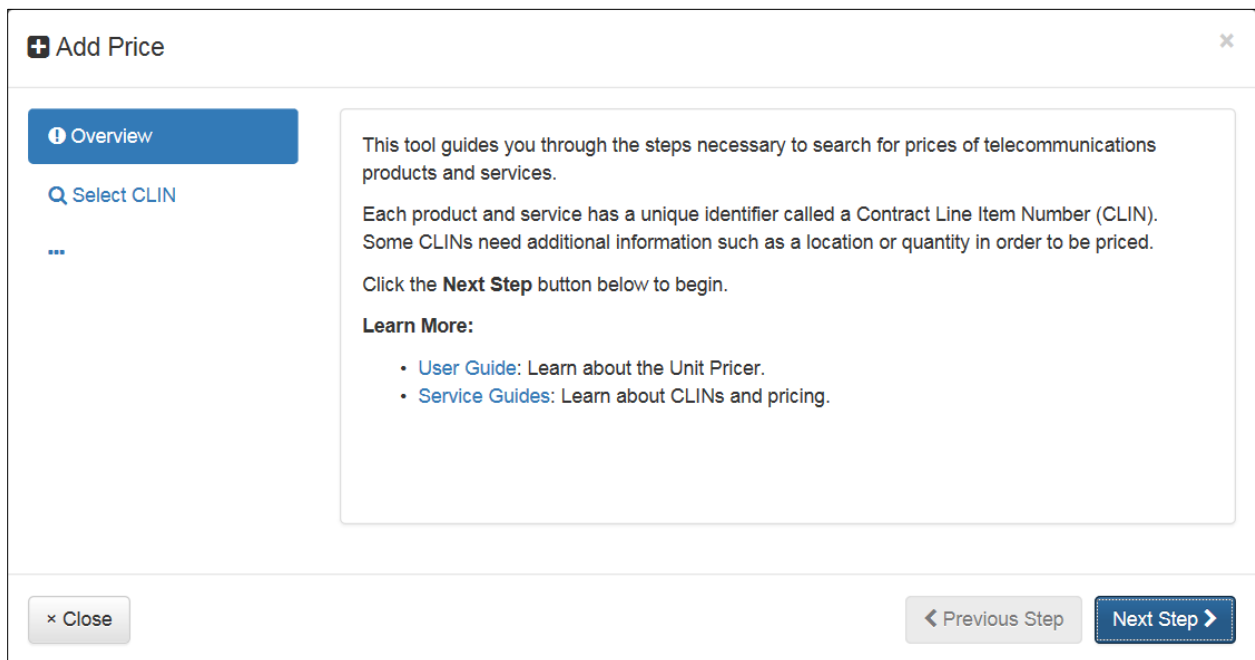 Add Price
×
Overview
Select CLIN
...
This tool guides you through the steps necessary to search for prices of telecommunications
products and services.
Each product and service has a unique identifier called a Contract Line Item Number (CLIN).
Some CLINs need additional information such as a location or quantity in order to be priced.
Click the Next Step button below to begin.
Learn More:
• User Guide: Learn about the Unit Pricer.
• Service Guides: Learn about CLINs and pricing.
× Close
Previous Step
Next Step